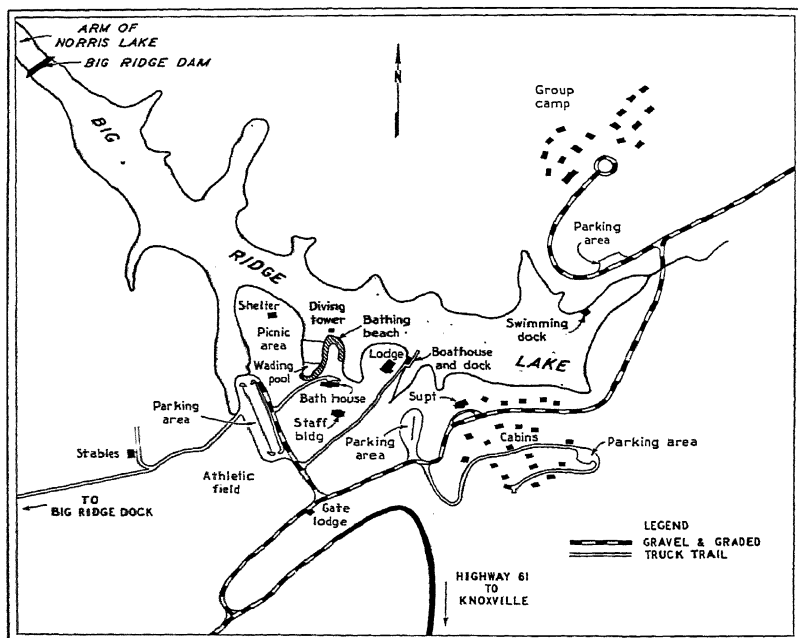 ARM OF
NORRIS LAKE
BIG RIDGE DAM
BIG
N
Group
camp
Parking
area
RIDGE
Shelter
Diving
tower
Bathing
beach
Picnic
area
Swimming
dock
LAKE
Wading
pool
Lodge
Boathouse
and dock
Bath House
Parking
area
Staff
bldg
Supt
Parking
area
Cabins
Parking area
Stables
Athletic
field
TO
BIG RIDGE DOCK
Gate
lodge
LEGEND
GRAVEL & GRADED
TRUCK TRAIL
HIGHWAY 61
TO
KNOXVILLE